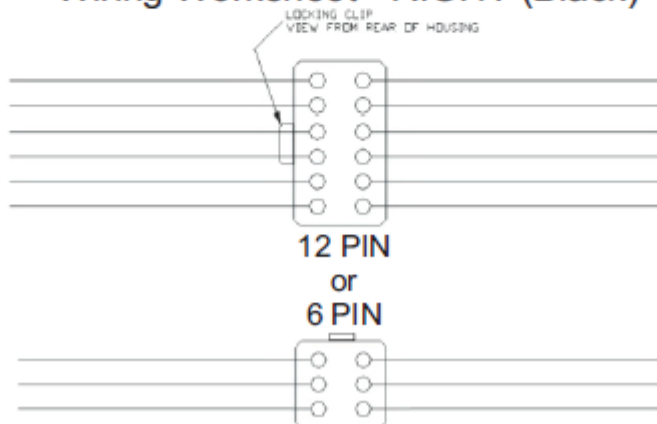 LOCKING CLIP
VIEW FROM REAR OF HOUSING
12 PIN
or
6 PIN